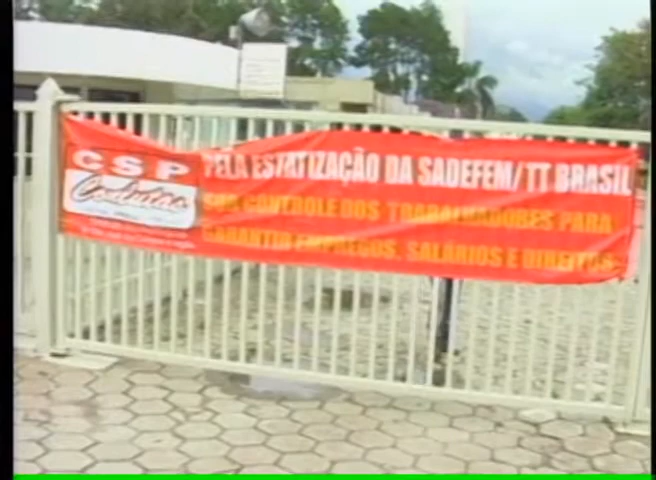 CSP
Conlutas
PELA ESTATIZAÇÃO DA SADEFEM/TT BRASIL
SOB CONTROLE DOS TRABALHADORES PARA
GARANTIR EMPREGOS, SALÁRIOS E DIREITOS